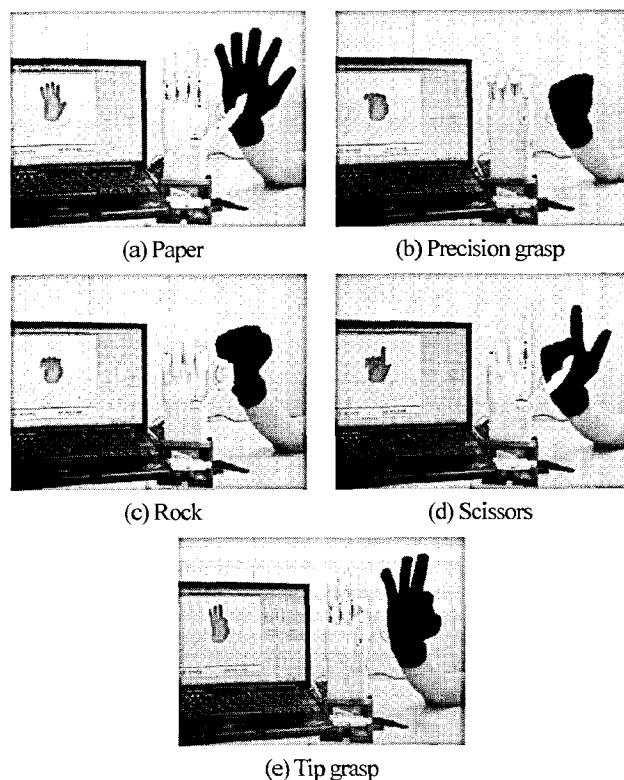 (a) Paper
(b) Precision grasp
(c) Rock
(d) Scissors
(e) Tip grasp